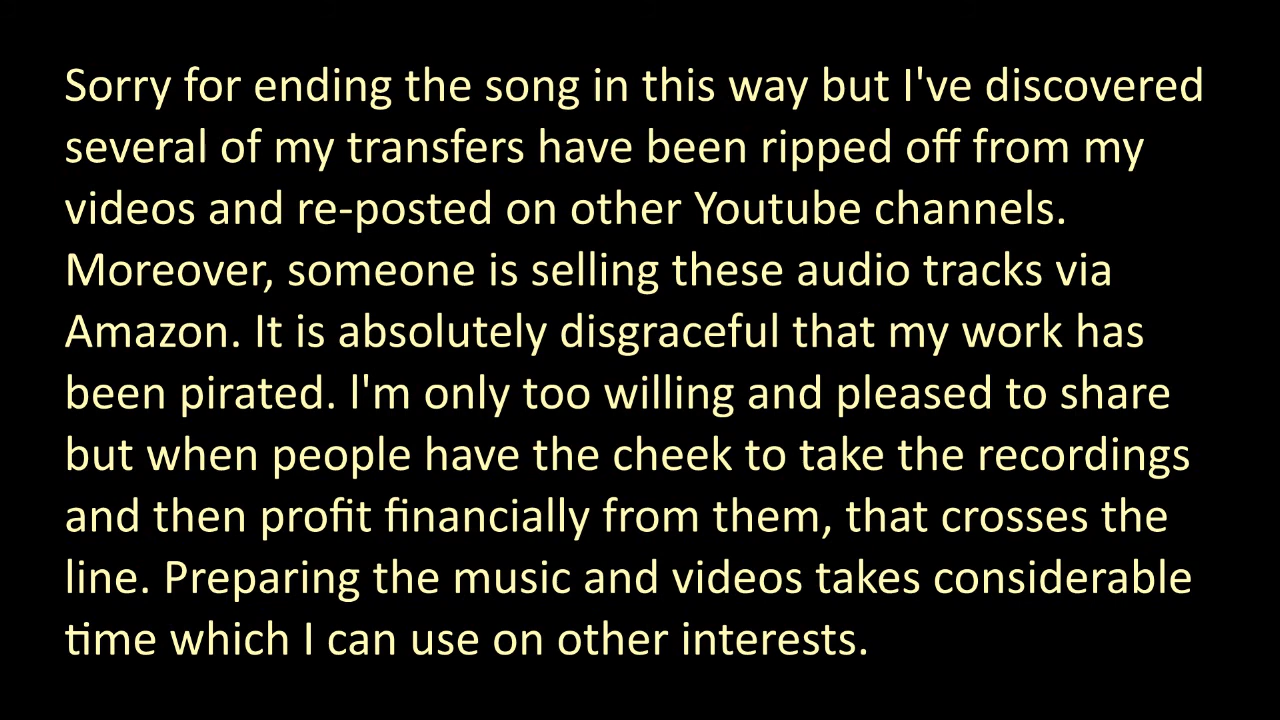 Sorry for ending the song in this way but I've discovered
several of my transfers have been ripped off from my
videos and re-posted on other Youtube channels.
Moreover, someone is selling these audio tracks via
Amazon. It is absolutely disgraceful that my work has
been pirated. l'm only too willing and pleased to share
but when people have the cheek to take the recordings
and then profit financially from them, that crosses the
line. Preparing the music and videos takes considerable
time which I can use on other interests.